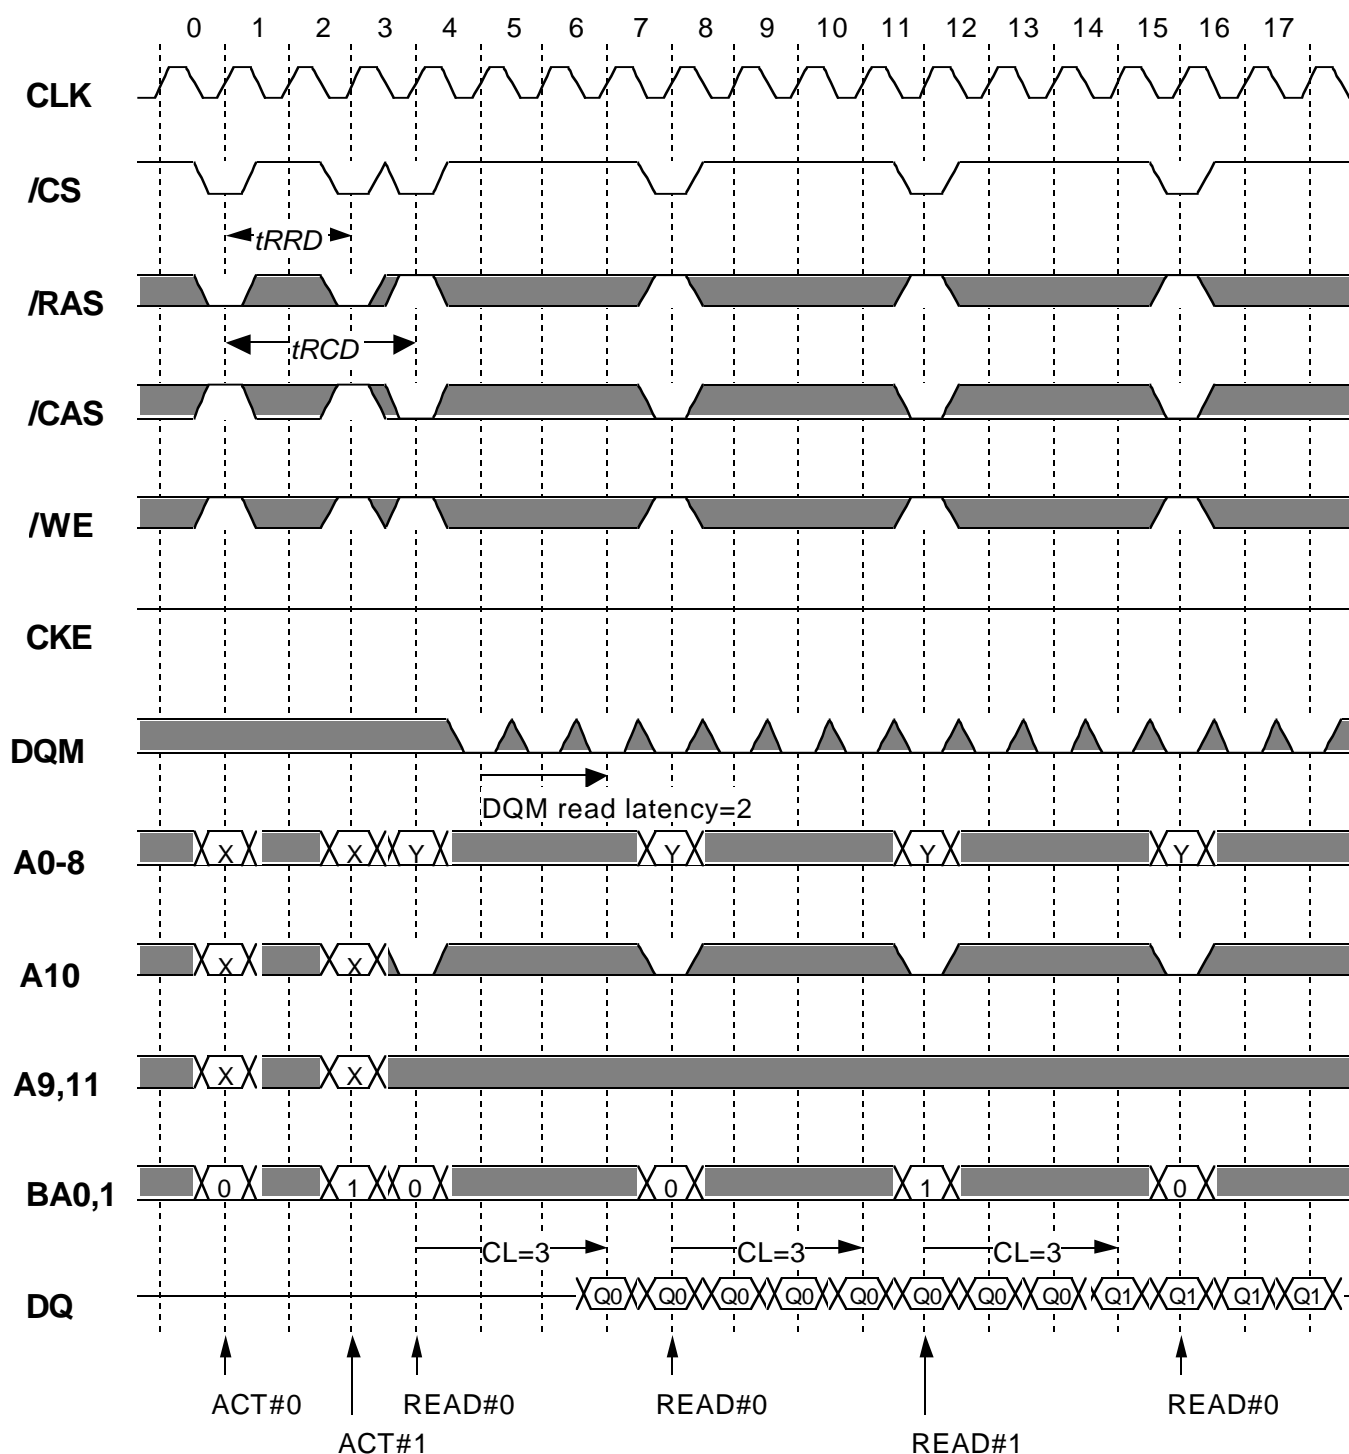 0 1 2 3 4 5 6 7 8 9 10 11 12 13 14 15 16 17
CLK
/CS
tRRD
/RAS
tRCD
/CAS
/WE
CKE
DQM
DQM read latency=2
A0-8 X X Y Y Y Y
A10 X X
A9,11 X X
BA0,1 0 1 0 0 1 0
CL=3 CL=3 CL=3
DQ Q0 Q0 Q0 Q0 Q0 Q0 Q0 Q0 Q1 Q1 Q1 Q1
ACT#0 READ#0 READ#0 READ#0
ACT#1 READ#1